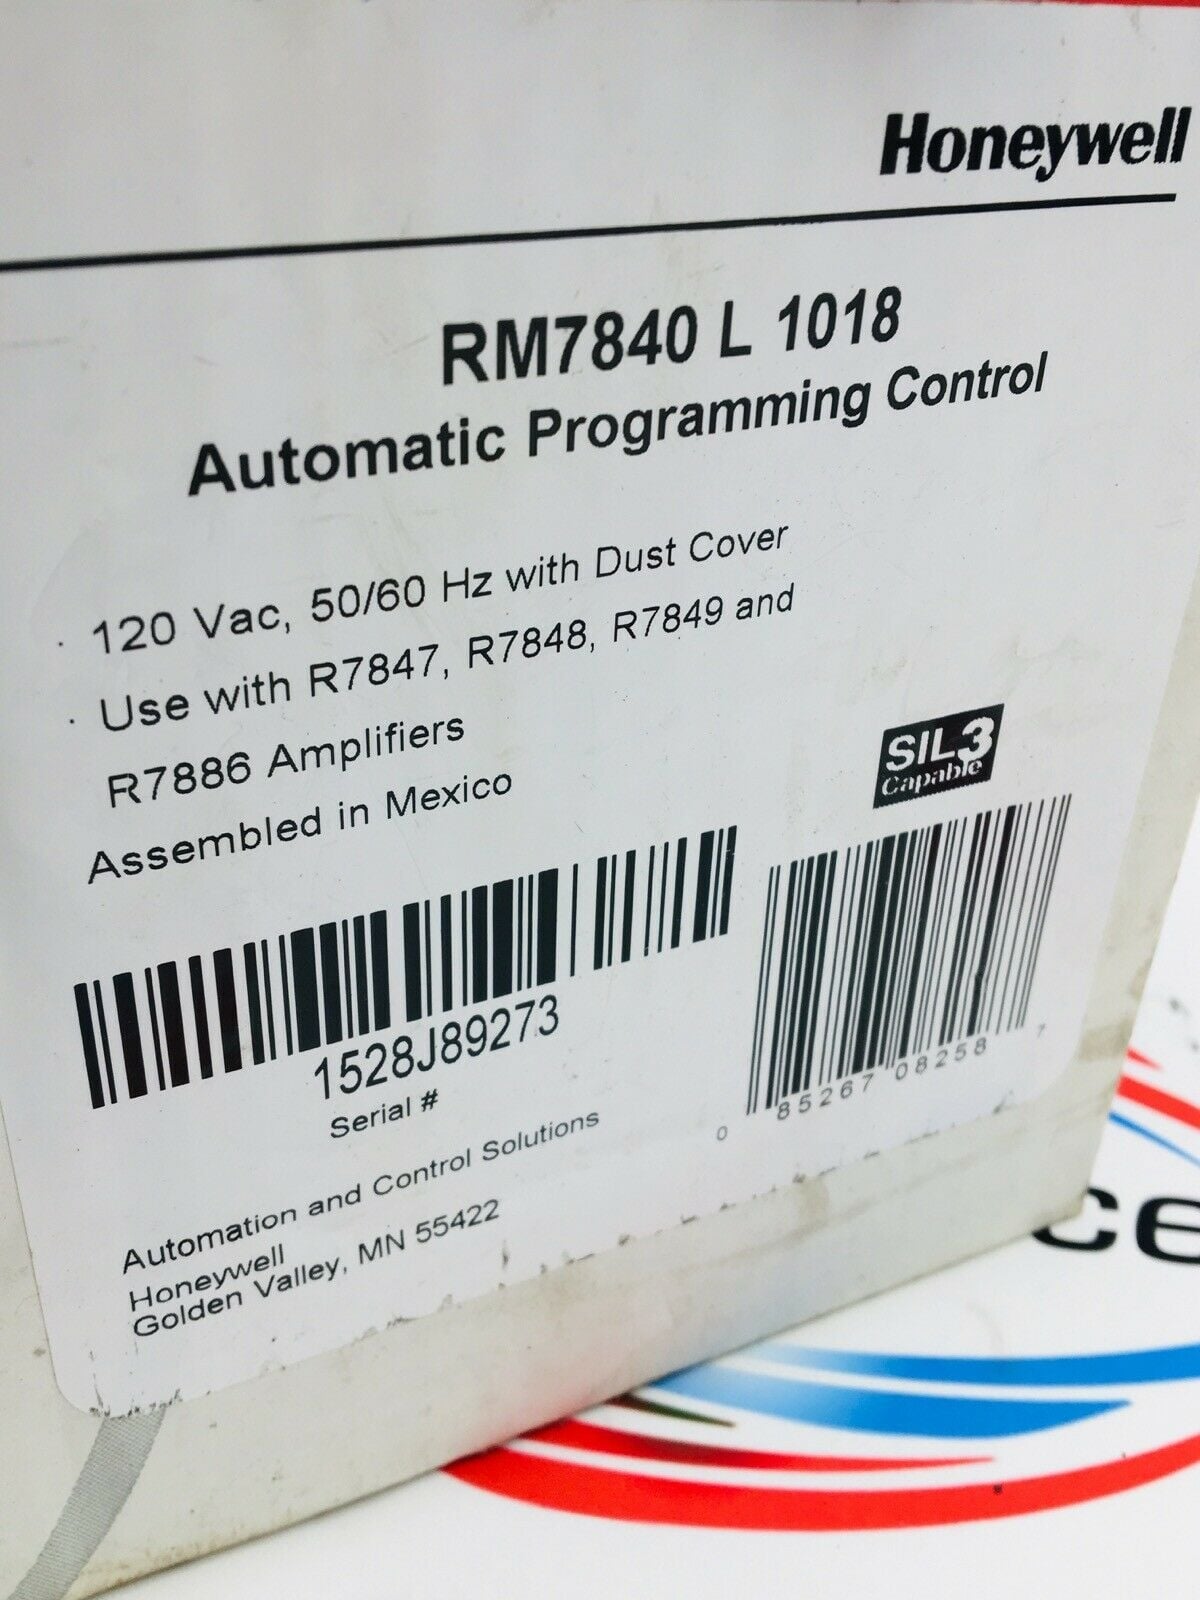 Honeywell
RM7840 L 1018
Automatic Programming Control
· 120 Vac, 50/60 Hz with Dust Cover
· Use with R7847, R7848, R7849 and
R7886 Amplifiers
Assembled in Mexico
SIL3
Capable
1528J89273
Serial #
0 85267 08258 7
Automation and Control Solutions
Honeywell
Golden Valley, MN 55422
ce